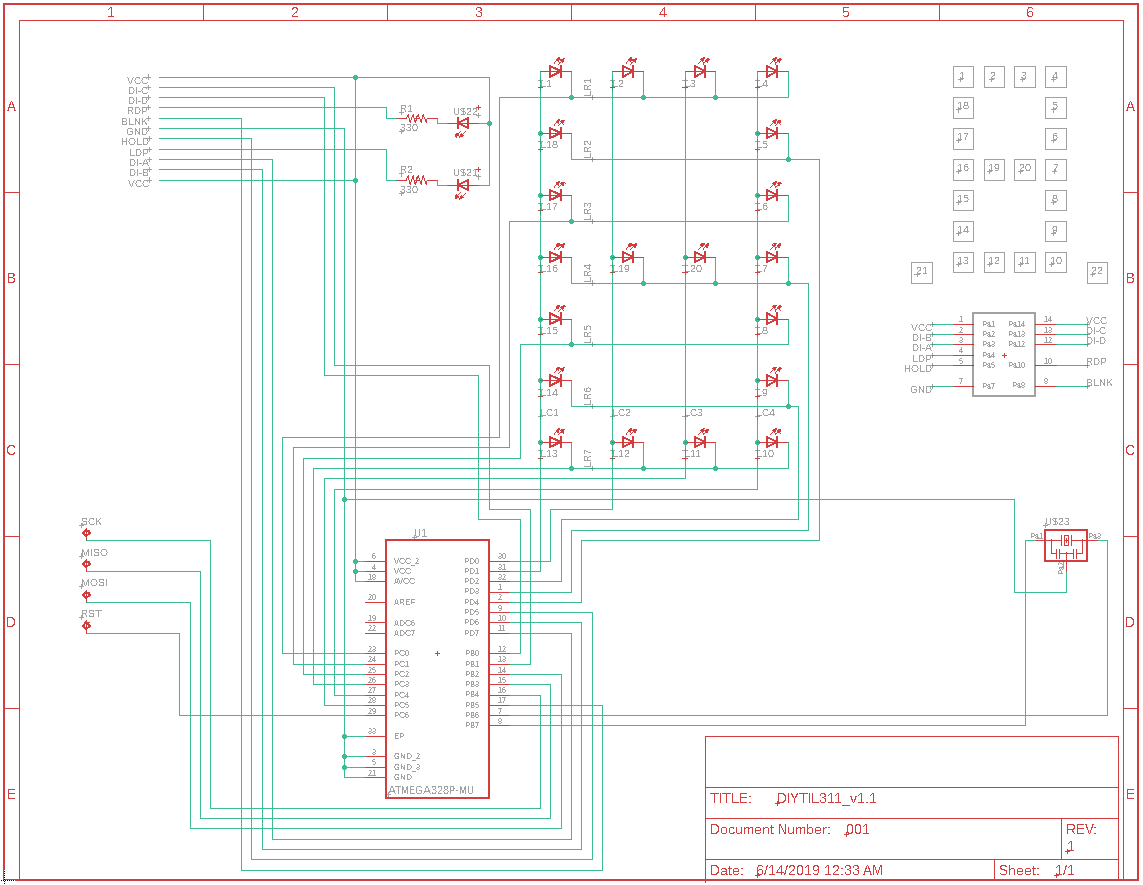 1 2 3 4 5 6
A A
B B
C C
D D
E E
VCC
DI-C
DI-D
RDP
BLNK
GND
HOLD
LDP
DI-A
DI-B
VCC
R1
330
US22
R2
330
US21
L1 L2 L3 L4
LR1
L18 L5
LR2
L17 L6
LR3
L16 L19 L20 L7
LR4
L15 L8
LR5
L14 L9
LR6
LC1 LC2 LC3 LC4
L13 L12 L11 L10
LR7
1 2 3 4
18 5
17 6
16 19 20 7
15 8
14 9
13 12 11 10
21 22
VCC 1 Pa1 Pa14 14 VCC
DI-B 2 Pa2 Pa13 13 DI-C
DI-A 3 Pa3 Pa12 12 DI-D
LDP 4 Pa4
HOLD 5 Pa5 Pa10 10 RDP
GND 7 Pa7 Pa8 8 BLNK
SCK
MISO
MOSI
RST
U1
6 VCC_2 PD0 30
4 VCC PD1 31
18 AVCC PD2 32
PD3 1
20 AREF PD4 2
PD5 9
19 ADC6 PD6 10
22 ADC7 PD7 11
23 PC0 PB0 12
24 PC1 PB1 13
25 PC2 PB2 14
26 PC3 PB3 15
27 PC4 PB4 16
28 PC5 PB5 17
29 PC6 PB6 7
PB7 8
33 EP
3 GND_2
5 GND_3
21 GND
ATMEGA328P-MU
US23
Pa1 Pa3
Pa2
TITLE: DIYTIL311_v1.1
Document Number: 001
REV:
1
Date: 6/14/2019 12:33 AM
Sheet: 1/1